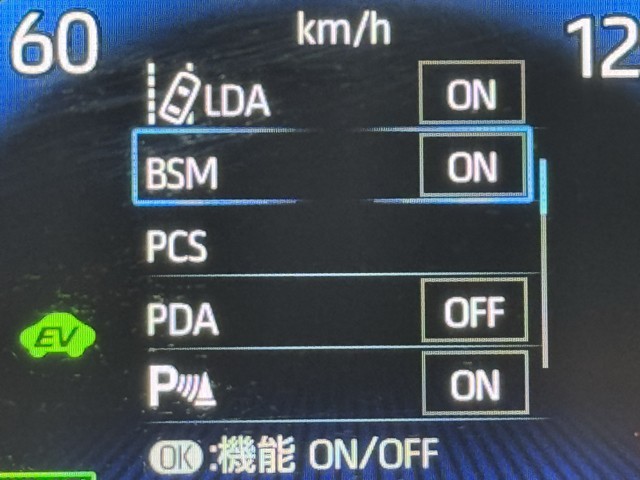 60 km/h 12
LDA ON
BSM ON
PCS
PDA OFF
EV
P ON
OK :機能 ON/OFF